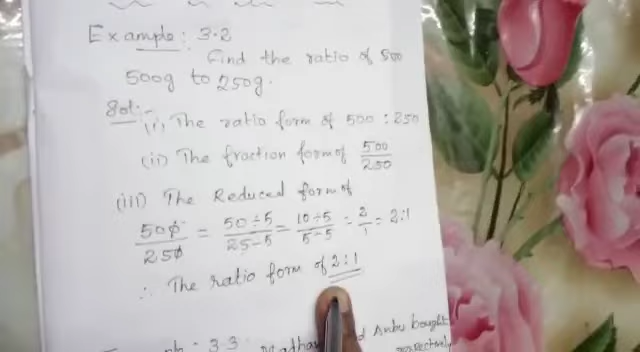 Example: 3.2
Find the ratio of 500
500g to 250g.
Sol:-
(i) The ratio form of 500 : 250
(ii) The fraction form of 500/250
(iii) The Reduced form of
500/250 = 50÷5/25-5 = 10÷5/5-5 = 2/1 = 2:1
∴ The ratio form of 2:1
3.3 Anbu bought